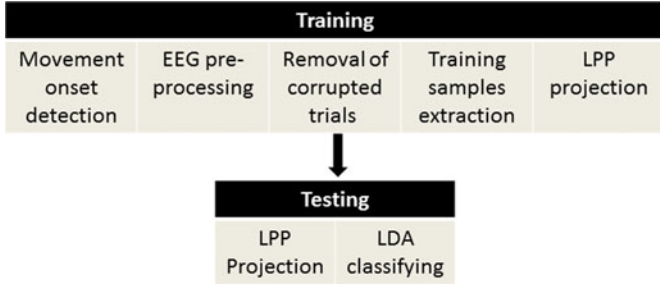 Training
Movement
onset
detection
EEG pre-
processing
Removal of
corrupted
trials
Training
samples
extraction
LPP
projection
Testing
LPP
Projection
LDA
classifying